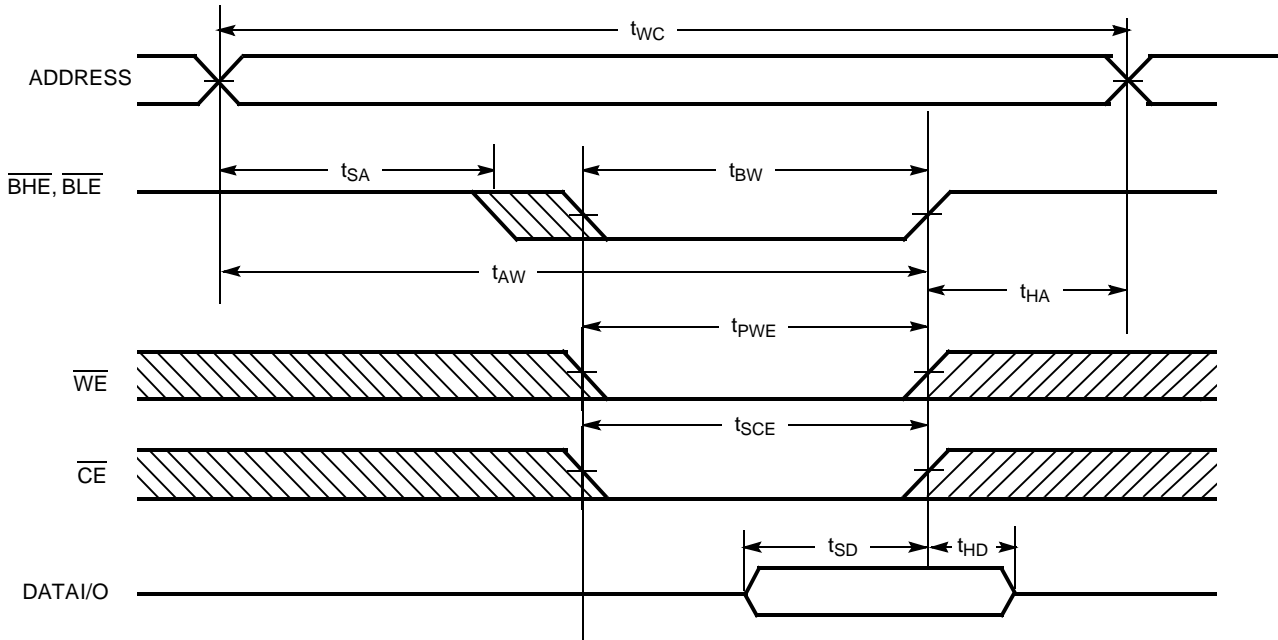 tWC
ADDRESS
tSA
tBW
BHE, BLE
tAW
tHA
tPWE
WE
tSCE
CE
tSD
tHD
DATAI/O